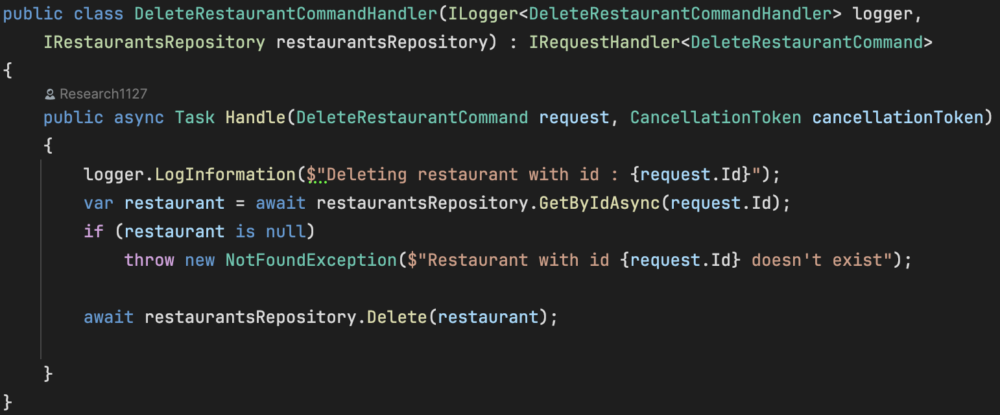 public class DeleteRestaurantCommandHandler(ILogger<DeleteRestaurantCommandHandler> logger,
    IRestaurantsRepository restaurantsRepository) : IRequestHandler<DeleteRestaurantCommand>
{
    Research1127
    public async Task Handle(DeleteRestaurantCommand request, CancellationToken cancellationToken)
    {
        logger.LogInformation($"Deleting restaurant with id : {request.Id}");
        var restaurant = await restaurantsRepository.GetByIdAsync(request.Id);
        if (restaurant is null)
            throw new NotFoundException($"Restaurant with id {request.Id} doesn't exist");

        await restaurantsRepository.Delete(restaurant);

    }
}